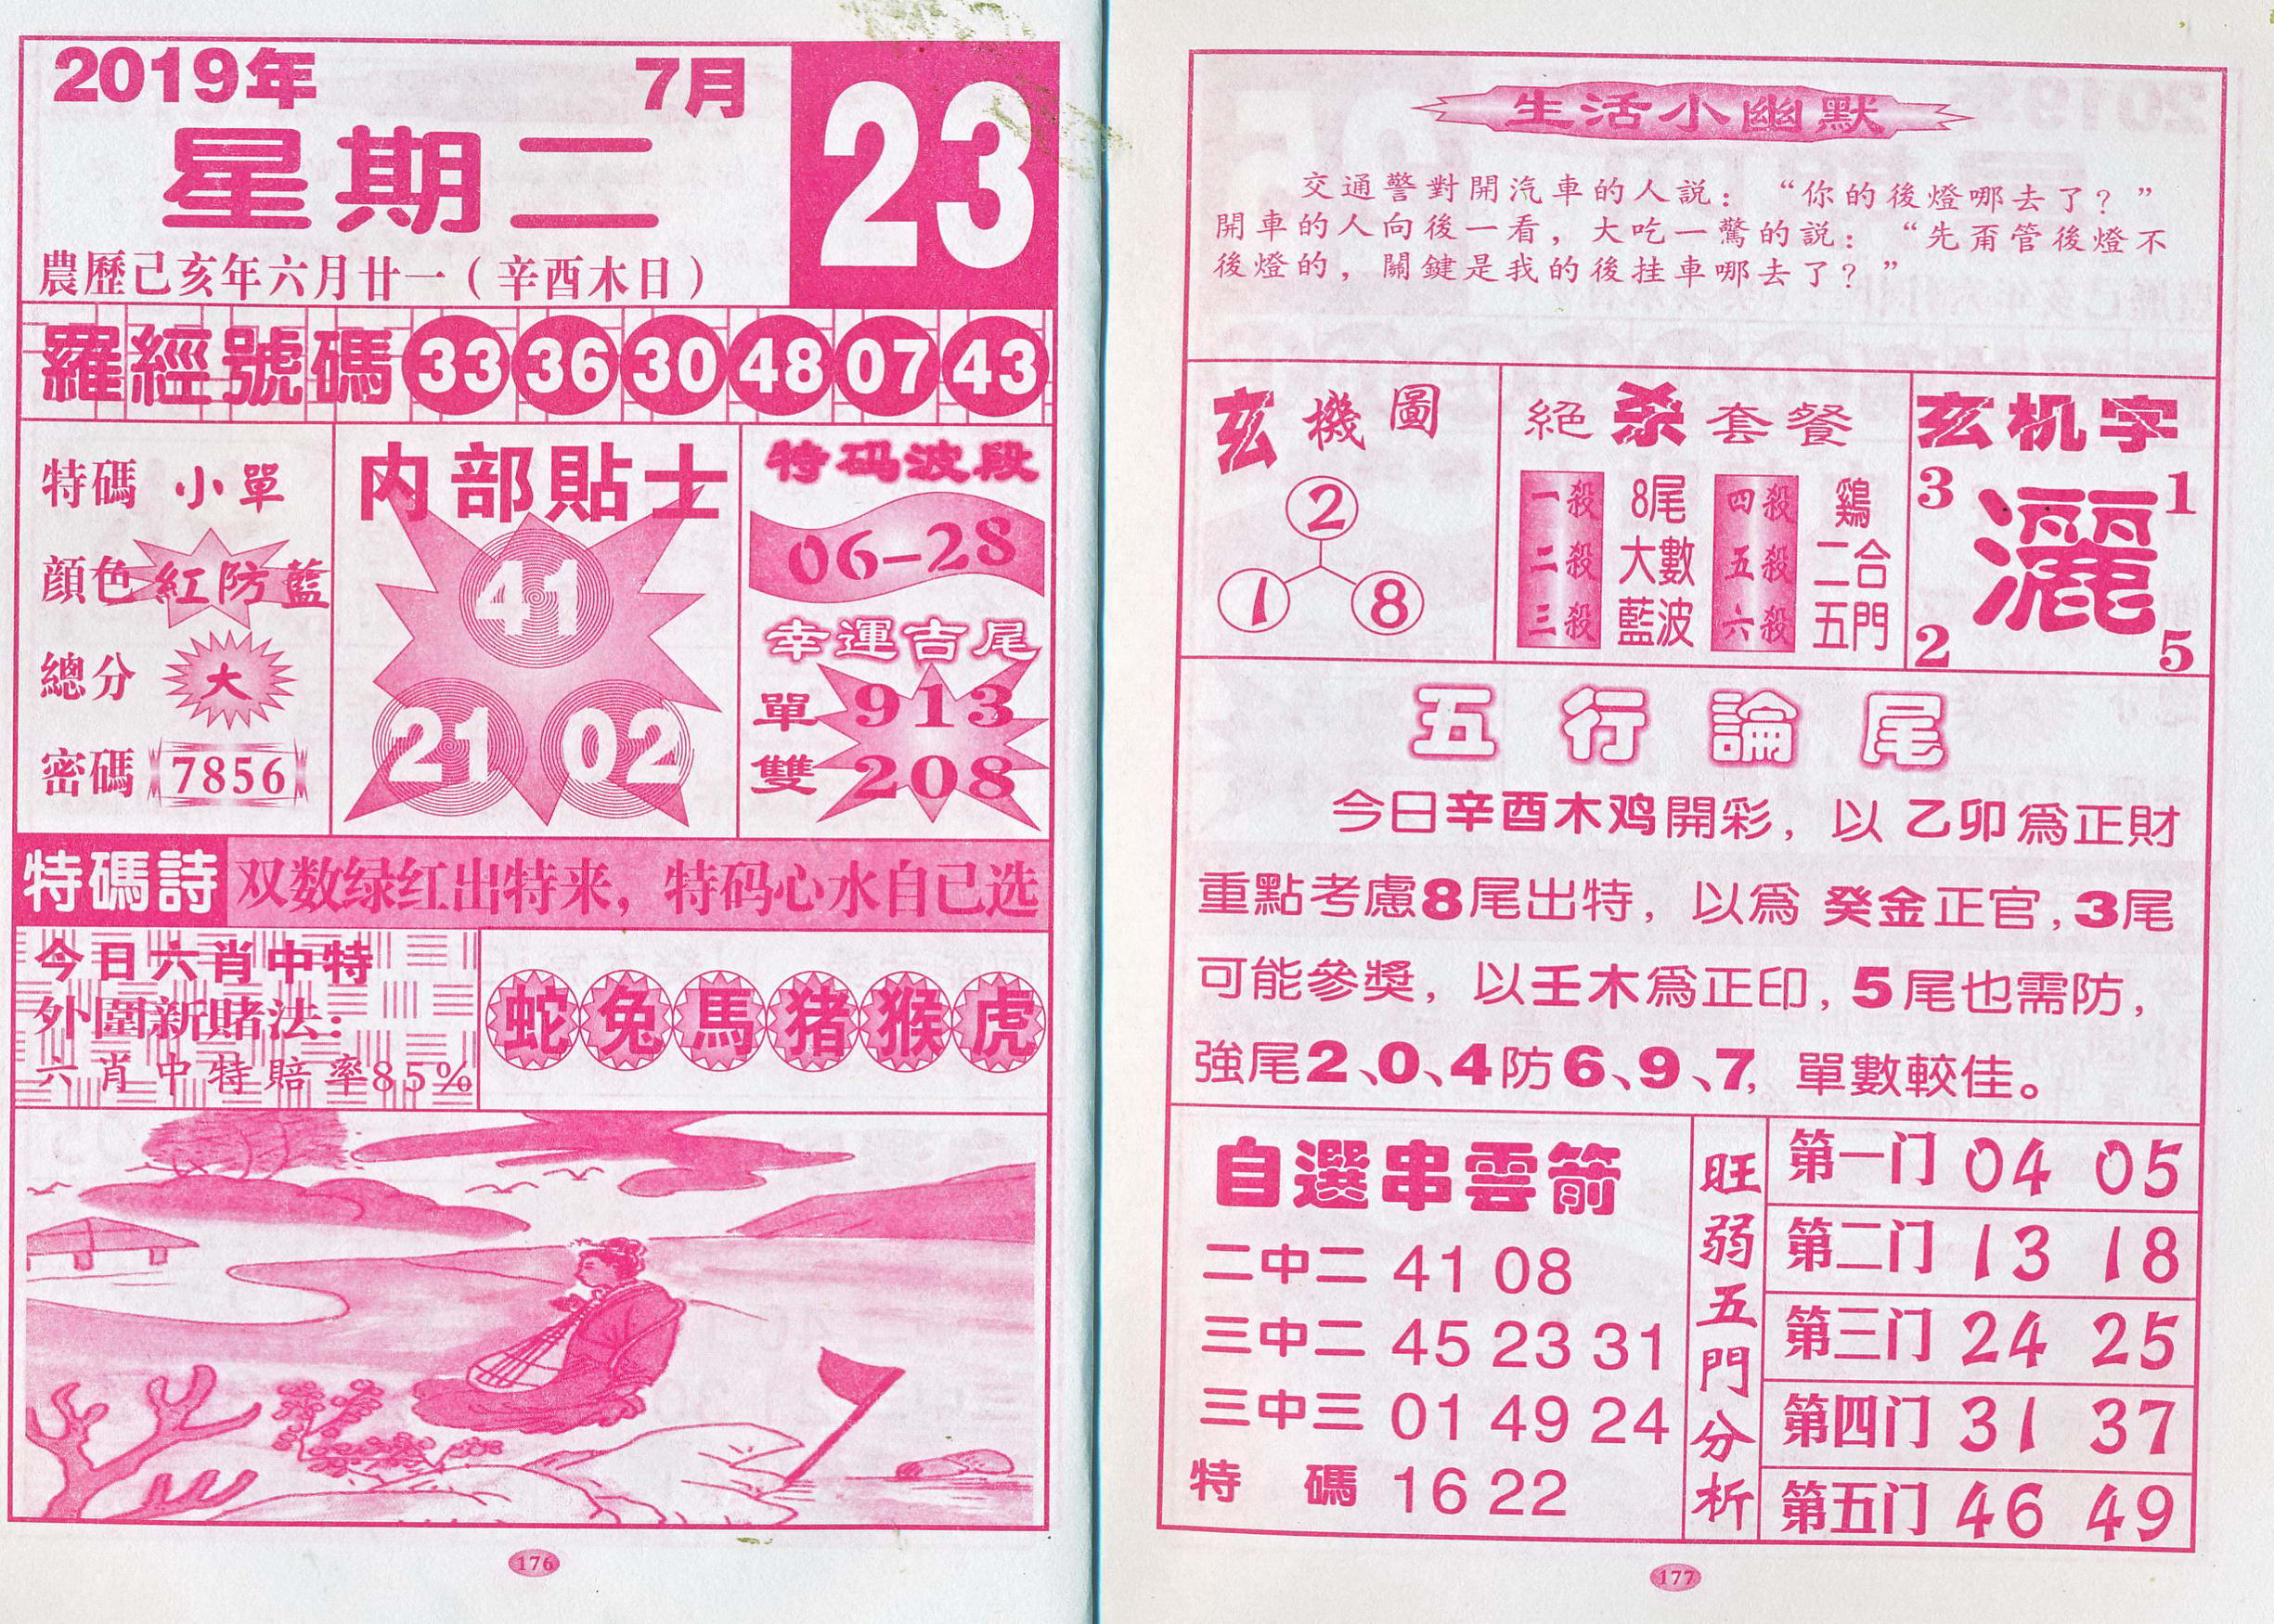 2019年 7月 23
星期二
農歷己亥年六月廿一（辛酉木日）
羅經號碼 33 36 30 48 07 43
特碼 小單
顔色 紅防藍
總分 大
密碼 7856
内部貼士
41
21 02
特码波段
06-28
幸運吉尾
單 913
雙 208
特碼詩 双数绿红出特来，特码心水自已选
今日六肖中特
外圍新賭法：
六肖中特賠率85%
蛇兔馬猪猴虎
176
生活小幽默
交通警對開汽車的人説：“你的後燈哪去了？”
開車的人向後一看，大吃一驚的説：“先甭管後燈不
後燈的，關鍵是我的後挂車哪去了？”
玄機圖
2
1 8
絕杀套餐
一殺 8尾 四殺 鷄
二殺 大數 五殺 二合
三殺 藍波 六殺 五門
玄机字
3 1
灑
2 5
五行論尾
今日辛酉木鸡開彩，以乙卯爲正財
重點考慮8尾出特，以爲癸金正官，3尾
可能參獎，以壬木爲正印，5尾也需防，
強尾2、0、4防6、9、7，單數較佳。
自選串雲箭
二中二 41 08
三中二 45 23 31
三中三 01 49 24
特碼 16 22
旺弱五門分析
第一门 04 05
第二门 13 18
第三门 24 25
第四门 31 37
第五门 46 49
177